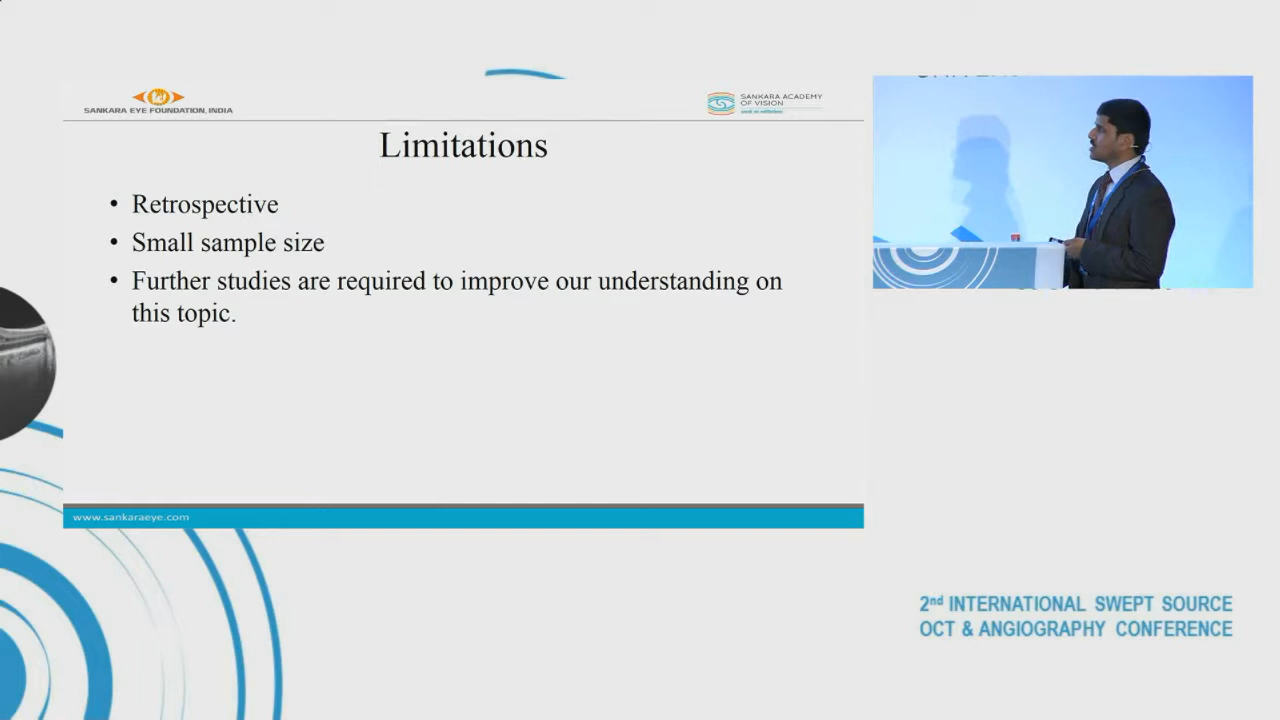 SANKARA EYE FOUNDATION, INDIA
SANKARA ACADEMY
OF VISION
Limitations
• Retrospective
• Small sample size
• Further studies are required to improve our understanding on
this topic.
www.sankaraeye.com
2nd INTERNATIONAL SWEPT SOURCE
OCT & ANGIOGRAPHY CONFERENCE